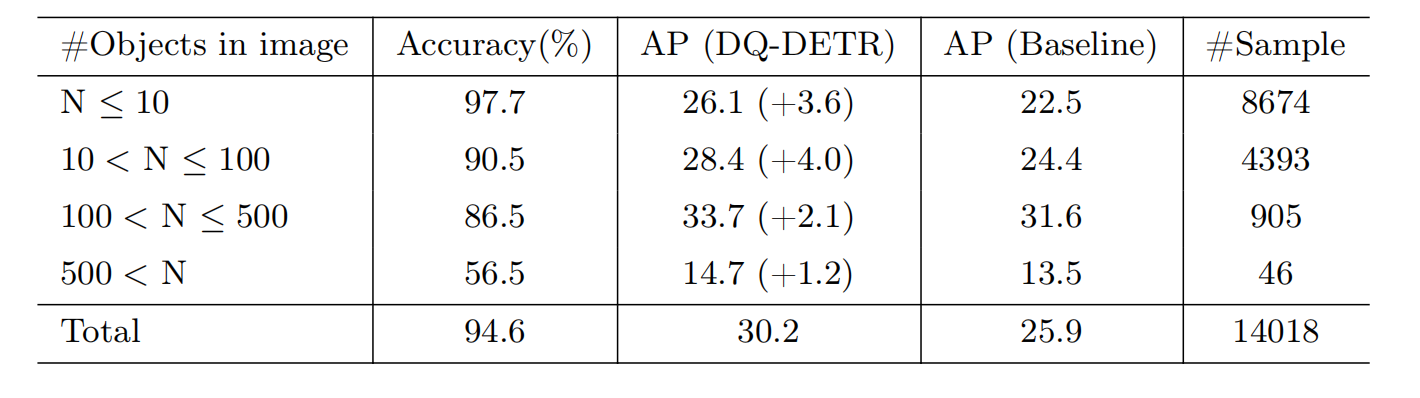 #Objects in image Accuracy(%) AP (DQ-DETR) AP (Baseline) #Sample
N ≤ 10 97.7 26.1 (+3.6) 22.5 8674
10 < N ≤ 100 90.5 28.4 (+4.0) 24.4 4393
100 < N ≤ 500 86.5 33.7 (+2.1) 31.6 905
500 < N 56.5 14.7 (+1.2) 13.5 46
Total 94.6 30.2 25.9 14018